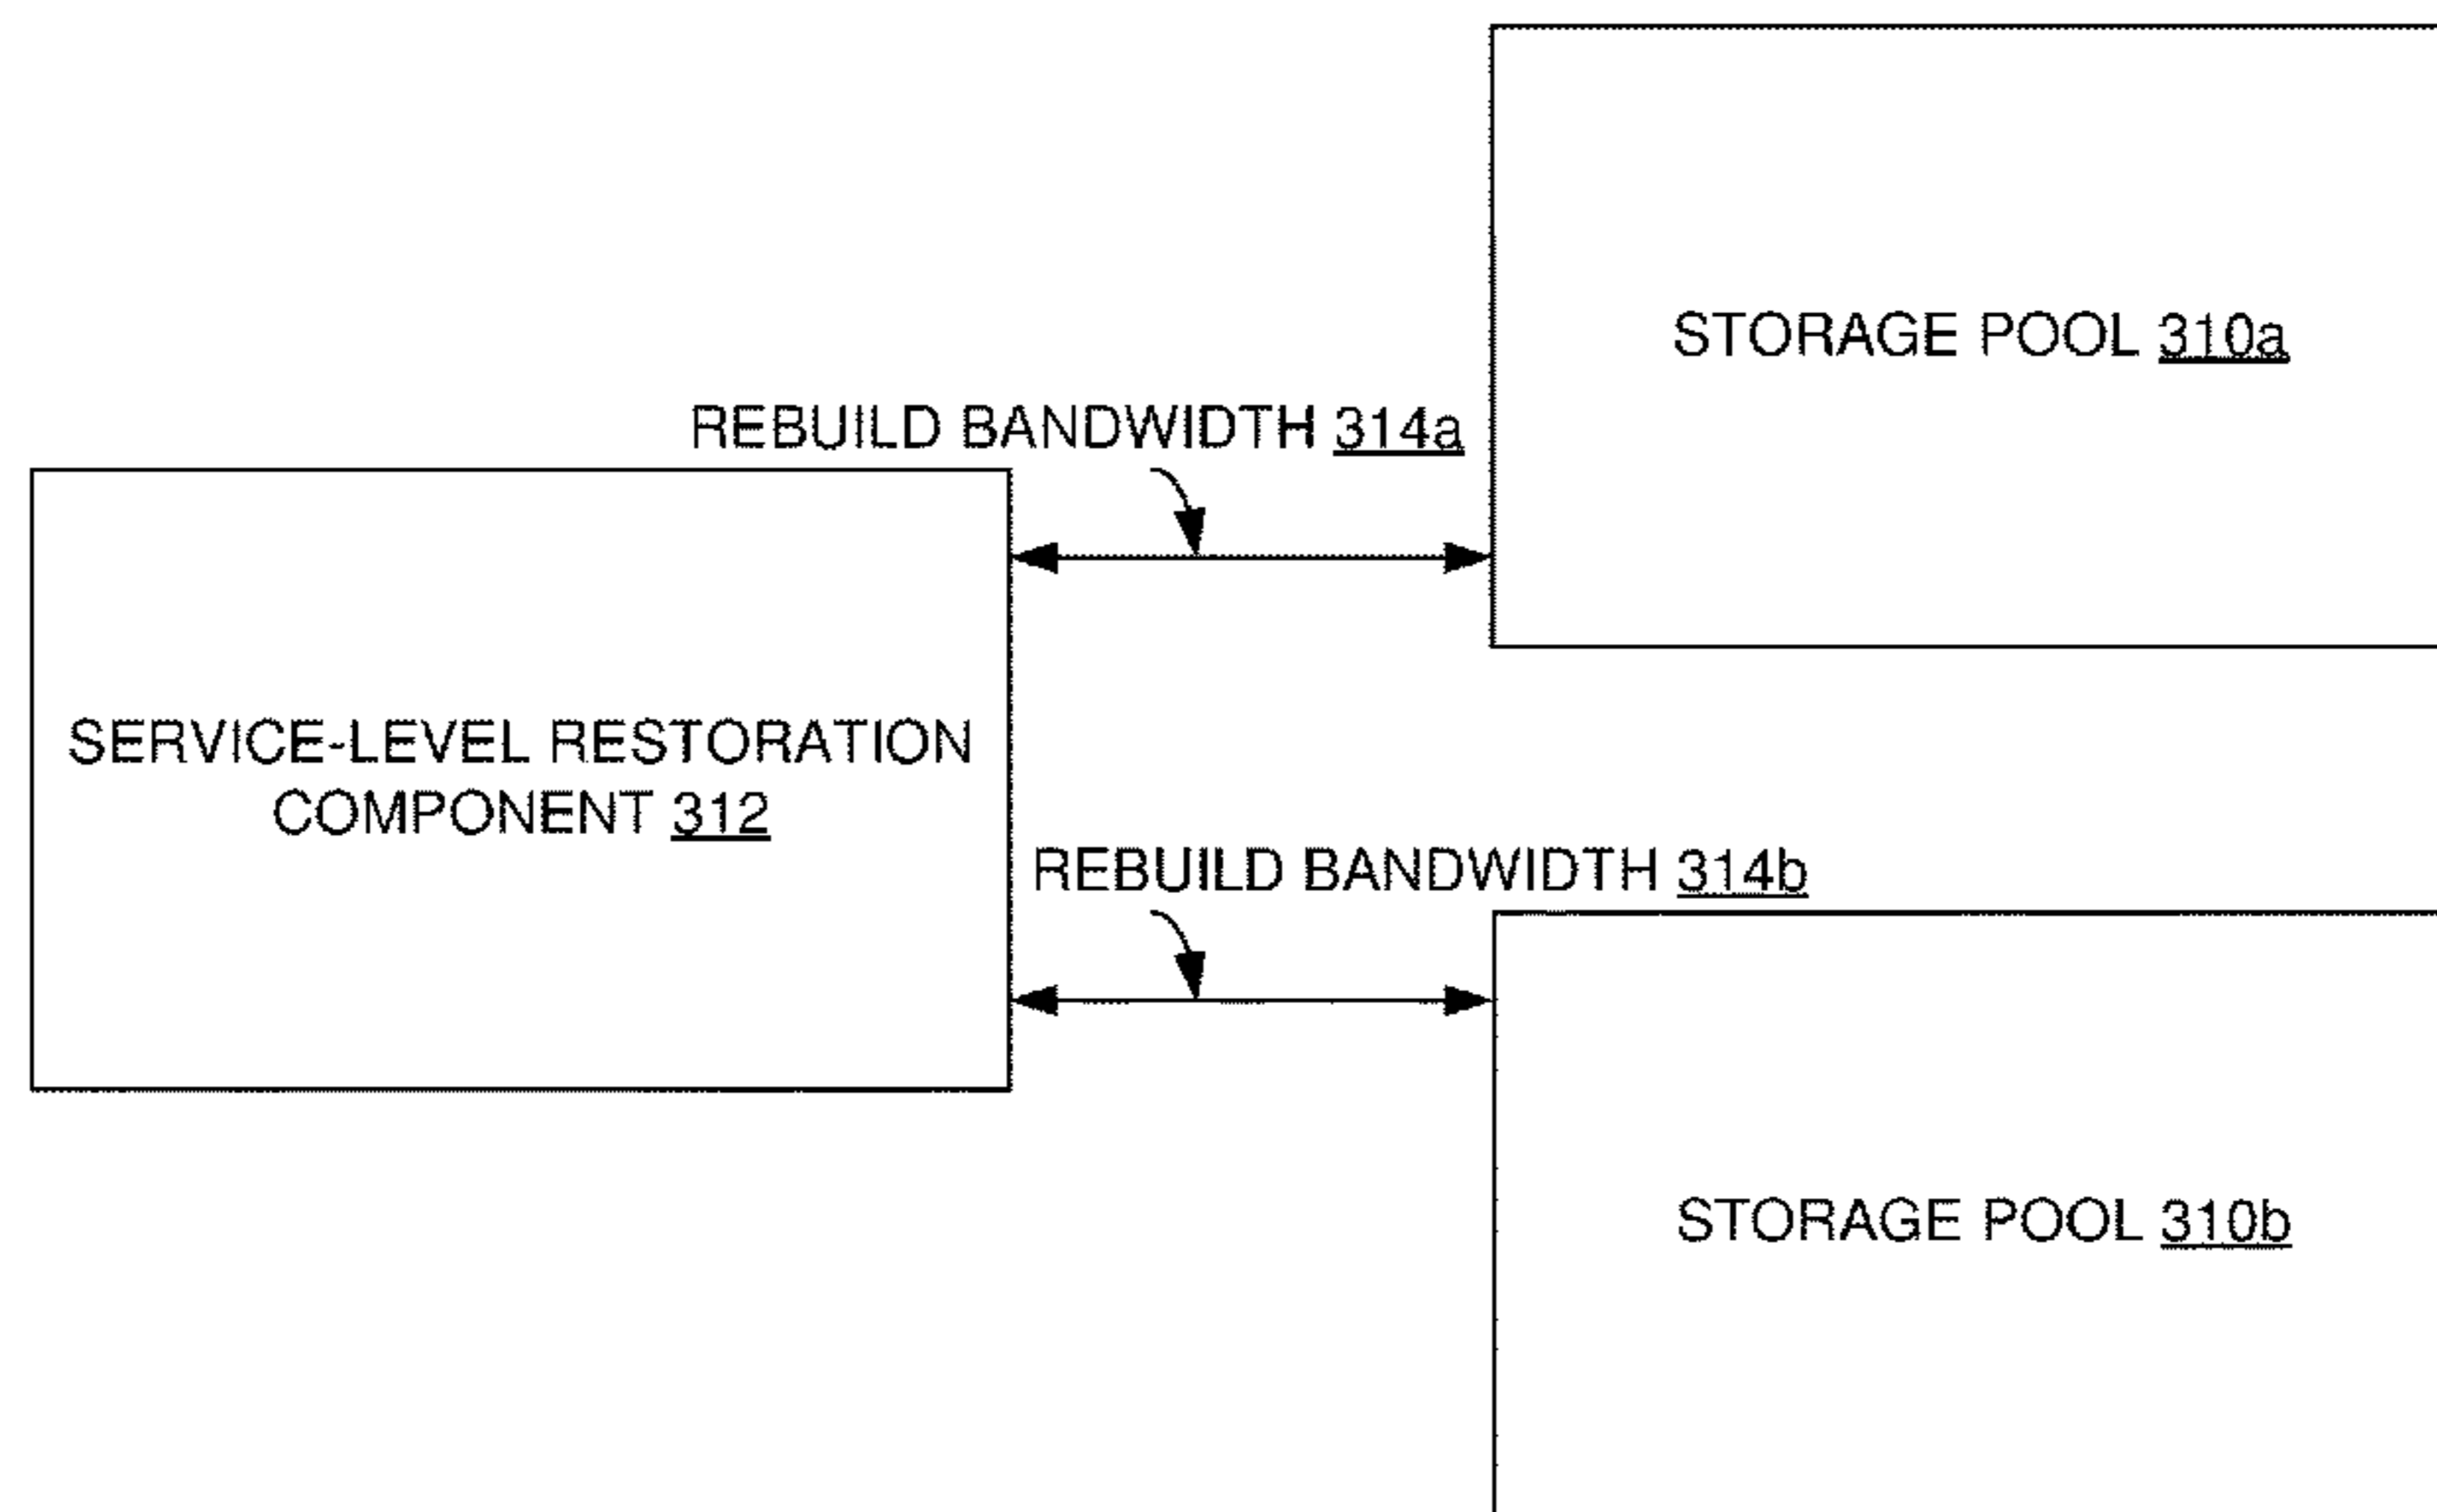 STORAGE POOL 310a
REBUILD BANDWIDTH 314a
SERVICE-LEVEL RESTORATION
COMPONENT 312
REBUILD BANDWIDTH 314b
STORAGE POOL 310b